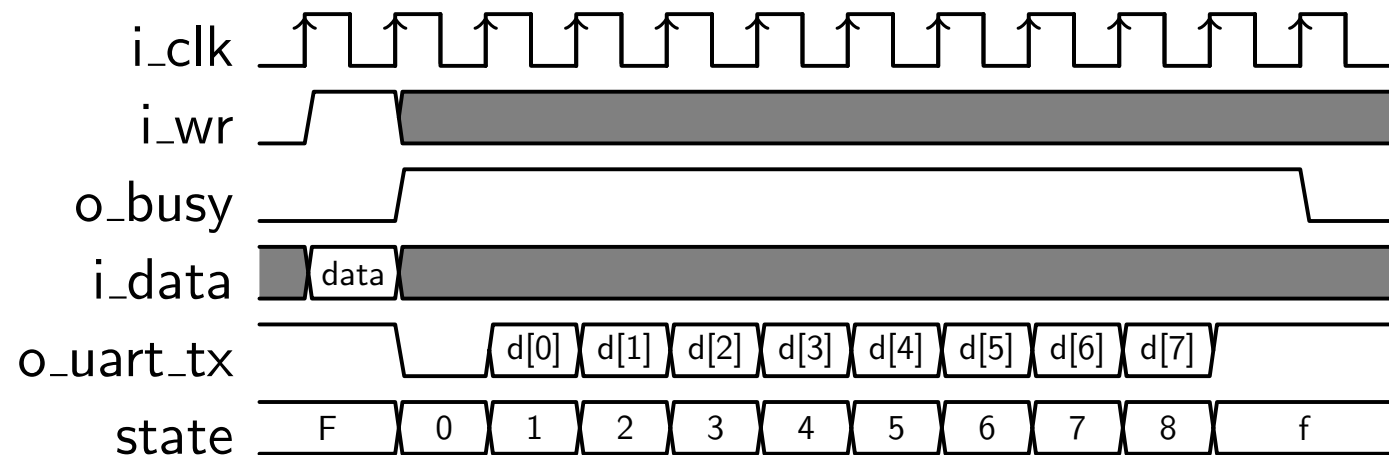 i_clk
i_wr
o_busy
i_data data
o_uart_tx d[0] d[1] d[2] d[3] d[4] d[5] d[6] d[7]
state F 0 1 2 3 4 5 6 7 8 f